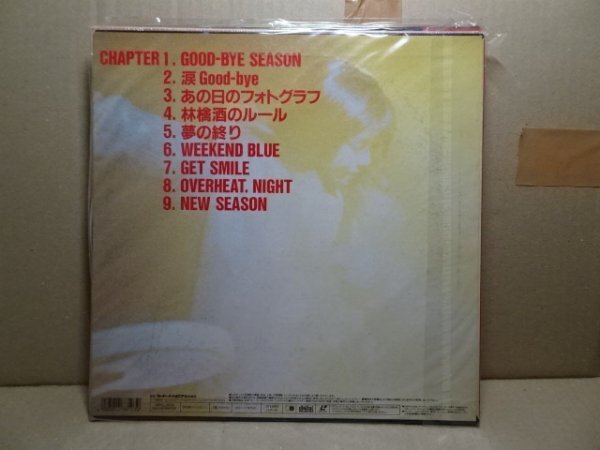 CHAPTER 1. GOOD-BYE SEASON
2. 涙 Good-bye
3. あの日のフォトグラフ
4. 林檎酒のルール
5. 夢の終り
6. WEEKEND BLUE
7. GET SMILE
8. OVERHEAT. NIGHT
9. NEW SEASON